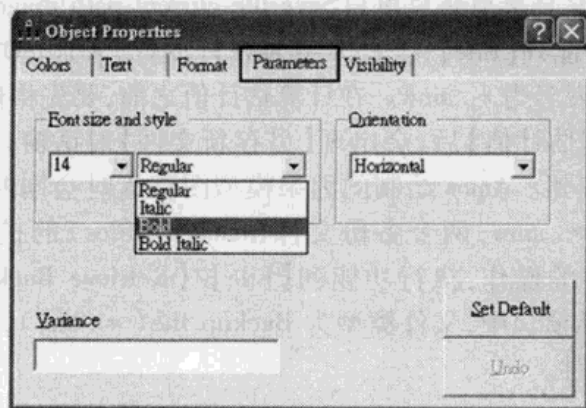 Object Properties
Colors Text Format Parameters Visibility
Font size and style
Orientation
14 Regular Horizontal
Regular
Italic
Bold
Bold Italic
Variance
Set Default
Undo